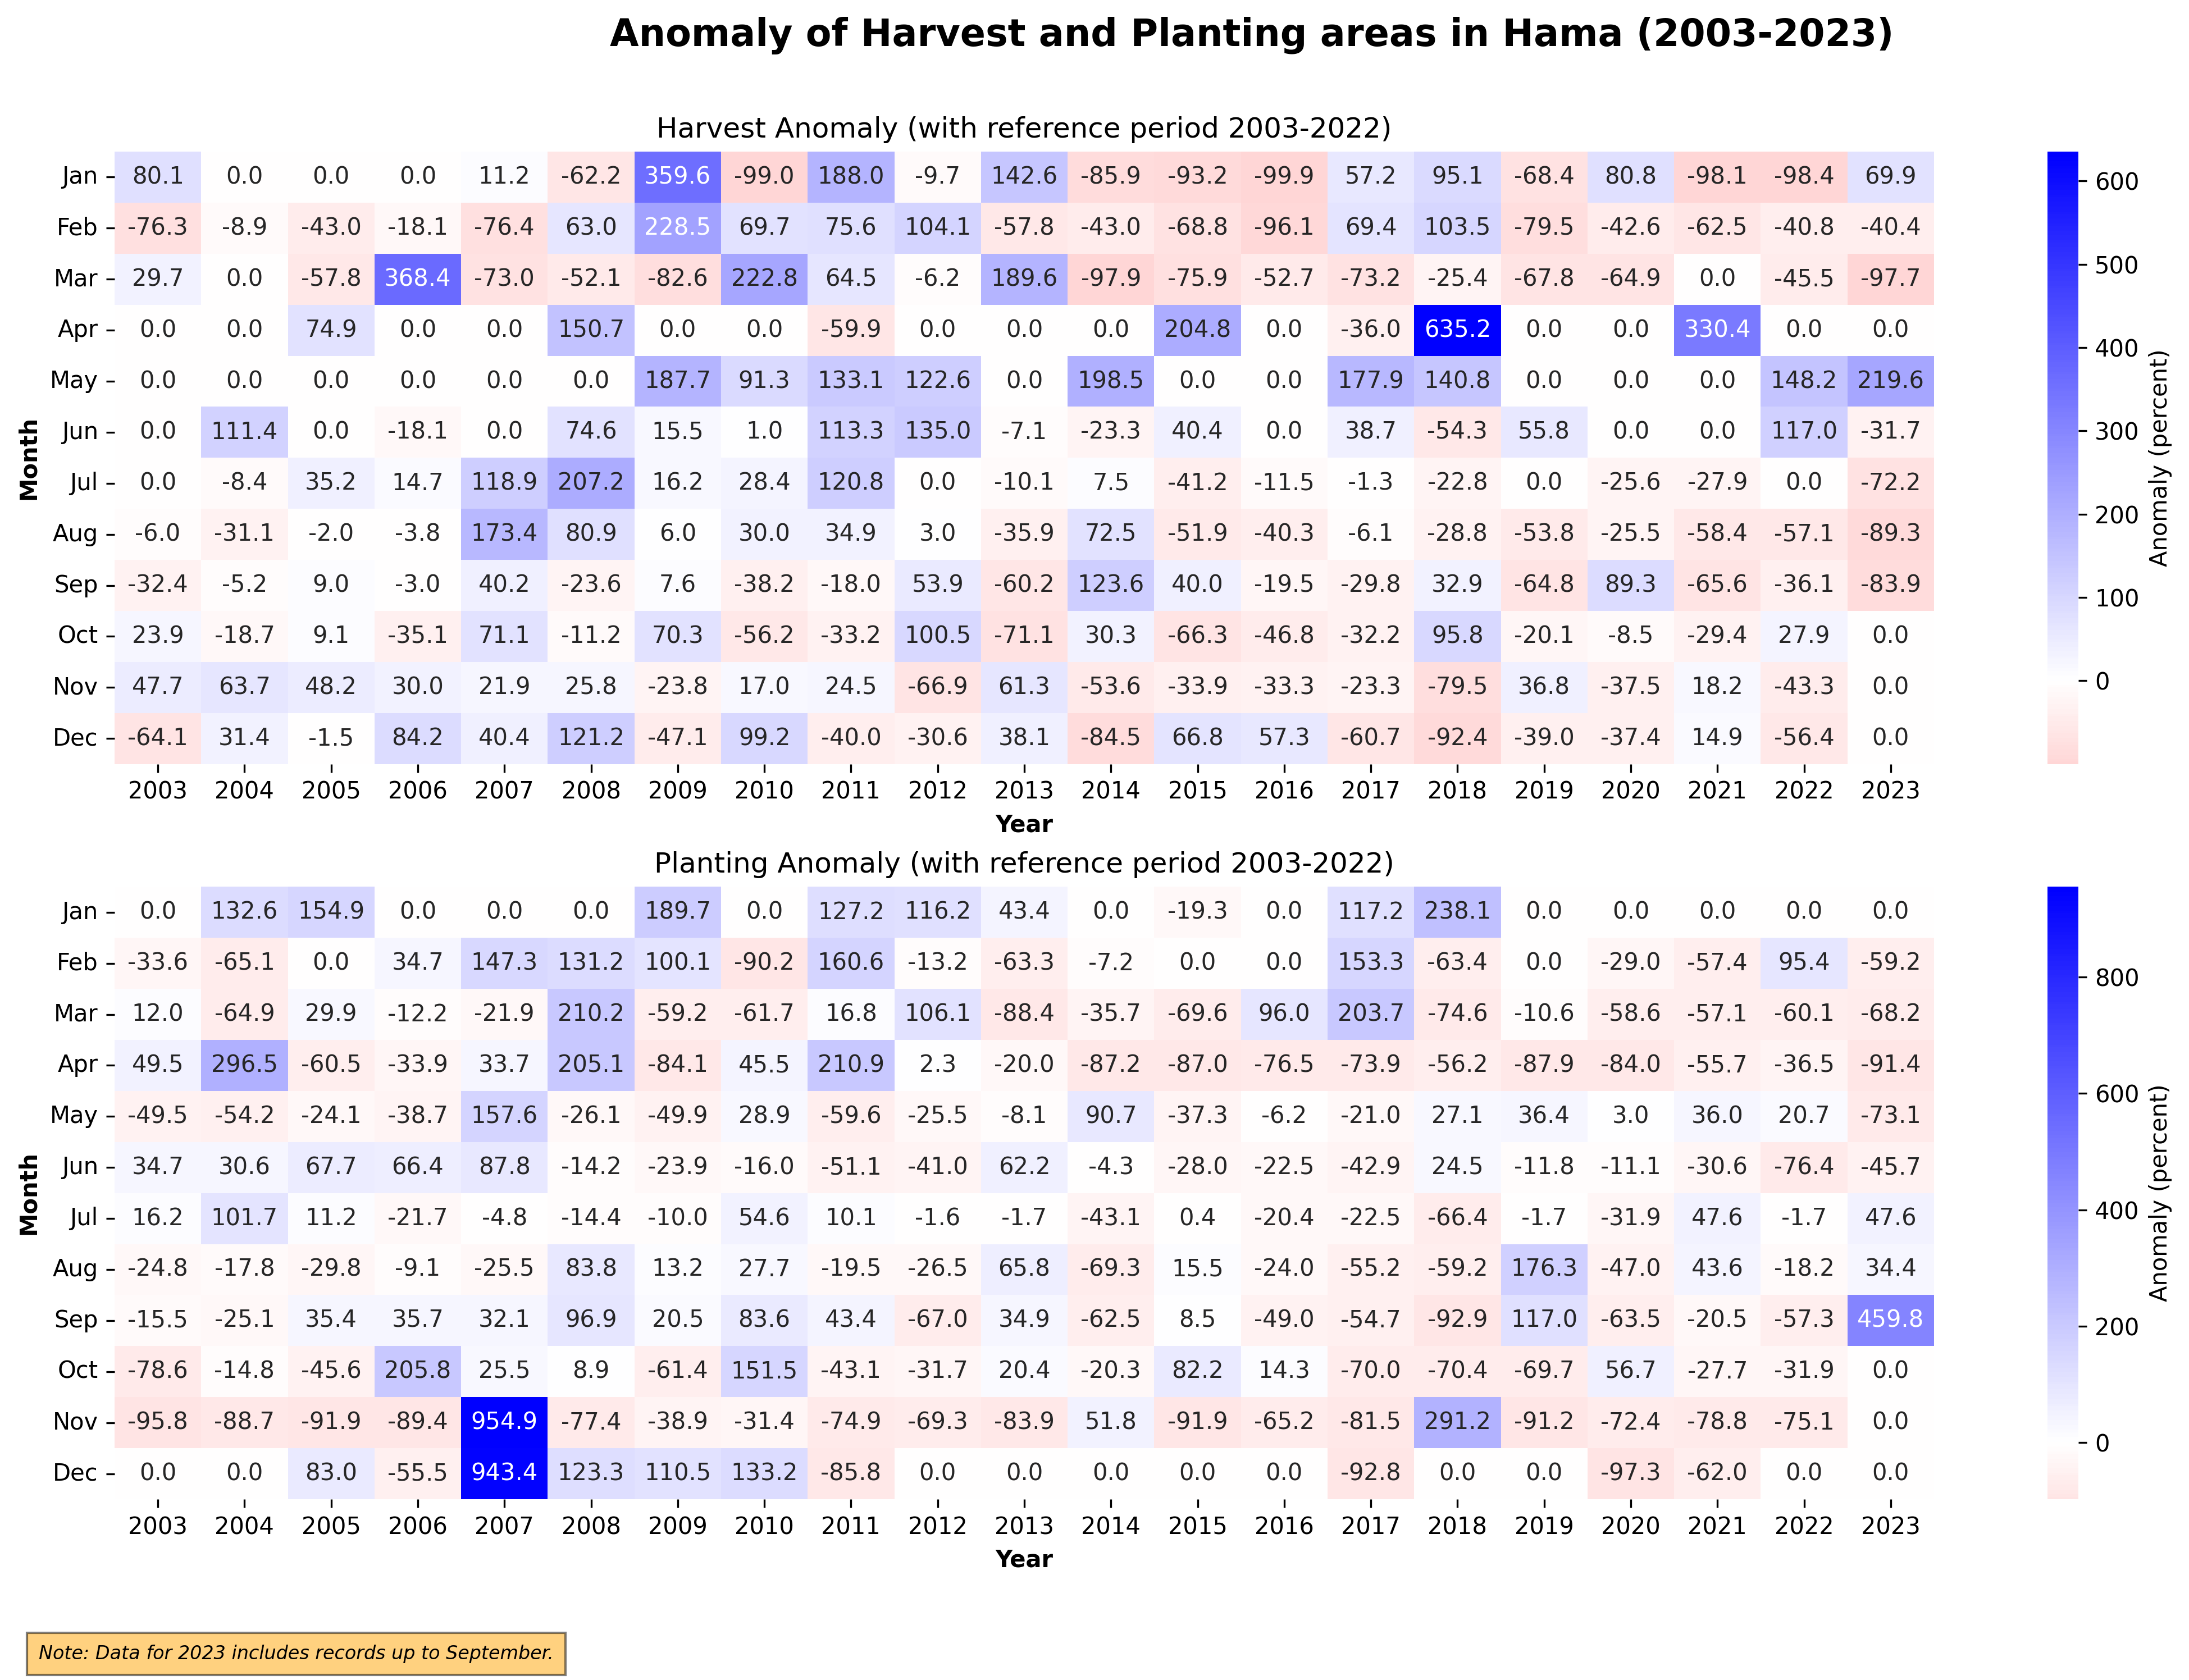 Anomaly of Harvest and Planting areas in Hama (2003-2023)
Harvest Anomaly (with reference period 2003-2022)
Jan 80.1 0.0 0.0 0.0 11.2 -62.2 359.6 -99.0 188.0 -9.7 142.6 -85.9 -93.2 -99.9 57.2 95.1 -68.4 80.8 -98.1 -98.4 69.9
Feb -76.3 -8.9 -43.0 -18.1 -76.4 63.0 228.5 69.7 75.6 104.1 -57.8 -43.0 -68.8 -96.1 69.4 103.5 -79.5 -42.6 -62.5 -40.8 -40.4
Mar 29.7 0.0 -57.8 368.4 -73.0 -52.1 -82.6 222.8 64.5 -6.2 189.6 -97.9 -75.9 -52.7 -73.2 -25.4 -67.8 -64.9 0.0 -45.5 -97.7
Apr 0.0 0.0 74.9 0.0 0.0 150.7 0.0 0.0 -59.9 0.0 0.0 0.0 204.8 0.0 -36.0 635.2 0.0 0.0 330.4 0.0 0.0
May 0.0 0.0 0.0 0.0 0.0 0.0 187.7 91.3 133.1 122.6 0.0 198.5 0.0 0.0 177.9 140.8 0.0 0.0 0.0 148.2 219.6
Jun 0.0 111.4 0.0 -18.1 0.0 74.6 15.5 1.0 113.3 135.0 -7.1 -23.3 40.4 0.0 38.7 -54.3 55.8 0.0 0.0 117.0 -31.7
Jul 0.0 -8.4 35.2 14.7 118.9 207.2 16.2 28.4 120.8 0.0 -10.1 7.5 -41.2 -11.5 -1.3 -22.8 0.0 -25.6 -27.9 0.0 -72.2
Aug -6.0 -31.1 -2.0 -3.8 173.4 80.9 6.0 30.0 34.9 3.0 -35.9 72.5 -51.9 -40.3 -6.1 -28.8 -53.8 -25.5 -58.4 -57.1 -89.3
Sep -32.4 -5.2 9.0 -3.0 40.2 -23.6 7.6 -38.2 -18.0 53.9 -60.2 123.6 40.0 -19.5 -29.8 32.9 -64.8 89.3 -65.6 -36.1 -83.9
Oct 23.9 -18.7 9.1 -35.1 71.1 -11.2 70.3 -56.2 -33.2 100.5 -71.1 30.3 -66.3 -46.8 -32.2 95.8 -20.1 -8.5 -29.4 27.9 0.0
Nov 47.7 63.7 48.2 30.0 21.9 25.8 -23.8 17.0 24.5 -66.9 61.3 -53.6 -33.9 -33.3 -23.3 -79.5 36.8 -37.5 18.2 -43.3 0.0
Dec -64.1 31.4 -1.5 84.2 40.4 121.2 -47.1 99.2 -40.0 -30.6 38.1 -84.5 66.8 57.3 -60.7 -92.4 -39.0 -37.4 14.9 -56.4 0.0
2003 2004 2005 2006 2007 2008 2009 2010 2011 2012 2013 2014 2015 2016 2017 2018 2019 2020 2021 2022 2023
Month
Year
600
500
400
300
200
100
0
Anomaly (percent)
Planting Anomaly (with reference period 2003-2022)
Jan 0.0 132.6 154.9 0.0 0.0 0.0 189.7 0.0 127.2 116.2 43.4 0.0 -19.3 0.0 117.2 238.1 0.0 0.0 0.0 0.0 0.0
Feb -33.6 -65.1 0.0 34.7 147.3 131.2 100.1 -90.2 160.6 -13.2 -63.3 -7.2 0.0 0.0 153.3 -63.4 0.0 -29.0 -57.4 95.4 -59.2
Mar 12.0 -64.9 29.9 -12.2 -21.9 210.2 -59.2 -61.7 16.8 106.1 -88.4 -35.7 -69.6 96.0 203.7 -74.6 -10.6 -58.6 -57.1 -60.1 -68.2
Apr 49.5 296.5 -60.5 -33.9 33.7 205.1 -84.1 45.5 210.9 2.3 -20.0 -87.2 -87.0 -76.5 -73.9 -56.2 -87.9 -84.0 -55.7 -36.5 -91.4
May -49.5 -54.2 -24.1 -38.7 157.6 -26.1 -49.9 28.9 -59.6 -25.5 -8.1 90.7 -37.3 -6.2 -21.0 27.1 36.4 3.0 36.0 20.7 -73.1
Jun 34.7 30.6 67.7 66.4 87.8 -14.2 -23.9 -16.0 -51.1 -41.0 62.2 -4.3 -28.0 -22.5 -42.9 24.5 -11.8 -11.1 -30.6 -76.4 -45.7
Jul 16.2 101.7 11.2 -21.7 -4.8 -14.4 -10.0 54.6 10.1 -1.6 -1.7 -43.1 0.4 -20.4 -22.5 -66.4 -1.7 -31.9 47.6 -1.7 47.6
Aug -24.8 -17.8 -29.8 -9.1 -25.5 83.8 13.2 27.7 -19.5 -26.5 65.8 -69.3 15.5 -24.0 -55.2 -59.2 176.3 -47.0 43.6 -18.2 34.4
Sep -15.5 -25.1 35.4 35.7 32.1 96.9 20.5 83.6 43.4 -67.0 34.9 -62.5 8.5 -49.0 -54.7 -92.9 117.0 -63.5 -20.5 -57.3 459.8
Oct -78.6 -14.8 -45.6 205.8 25.5 8.9 -61.4 151.5 -43.1 -31.7 20.4 -20.3 82.2 14.3 -70.0 -70.4 -69.7 56.7 -27.7 -31.9 0.0
Nov -95.8 -88.7 -91.9 -89.4 954.9 -77.4 -38.9 -31.4 -74.9 -69.3 -83.9 51.8 -91.9 -65.2 -81.5 291.2 -91.2 -72.4 -78.8 -75.1 0.0
Dec 0.0 0.0 83.0 -55.5 943.4 123.3 110.5 133.2 -85.8 0.0 0.0 0.0 0.0 0.0 -92.8 0.0 0.0 -97.3 -62.0 0.0 0.0
2003 2004 2005 2006 2007 2008 2009 2010 2011 2012 2013 2014 2015 2016 2017 2018 2019 2020 2021 2022 2023
Month
Year
800
600
400
200
0
Anomaly (percent)
Note: Data for 2023 includes records up to September.